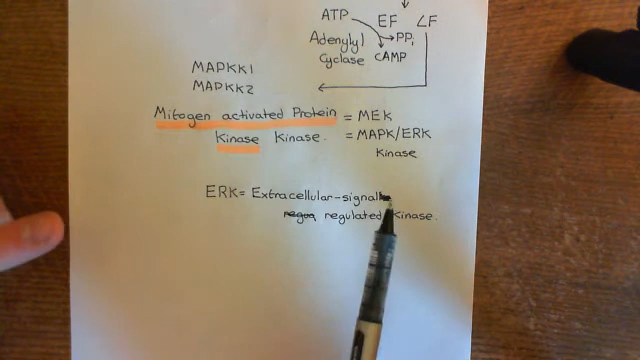 ATP
EF LF
Adenylyl PPi
Cyclase cAMP
MAPKK1
MAPKK2
Mitogen activated Protein = MEK
Kinase Kinase. = MAPK/ERK
Kinase
ERK = Extracellular-signal
regulated Kinase.